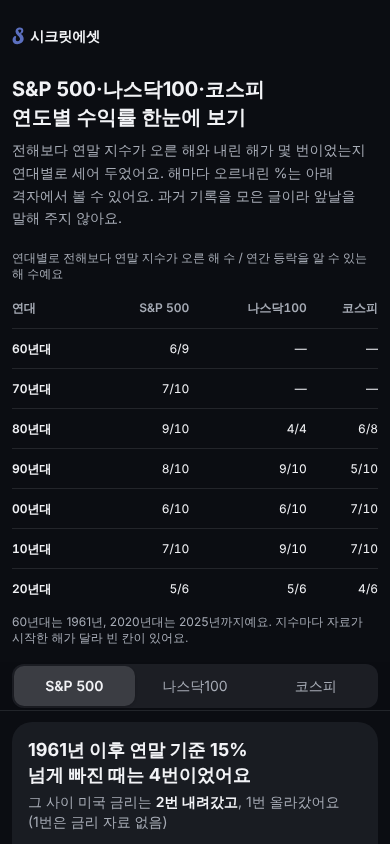 시크릿에셋
S&P 500·나스닥100·코스피
연도별 수익률 한눈에 보기
전해보다 연말 지수가 오른 해와 내린 해가 몇 번이었는지
연대별로 세어 두었어요. 해마다 오르내린 %는 아래
격자에서 볼 수 있어요. 과거 기록을 모은 글이라 앞날을
말해 주지 않아요.
연대별로 전해보다 연말 지수가 오른 해 수 / 연간 등락을 알 수 있는
해 수예요
연대 S&P 500 나스닥100 코스피
60년대 6/9 — —
70년대 7/10 — —
80년대 9/10 4/4 6/8
90년대 8/10 9/10 5/10
00년대 6/10 6/10 7/10
10년대 7/10 9/10 7/10
20년대 5/6 5/6 4/6
60년대는 1961년, 2020년대는 2025년까지예요. 지수마다 자료가
시작한 해가 달라 빈 칸이 있어요.
S&P 500 나스닥100 코스피
1961년 이후 연말 기준 15%
넘게 빠진 때는 4번이었어요
그 사이 미국 금리는 2번 내려갔고, 1번 올라갔어요
(1번은 금리 자료 없음)